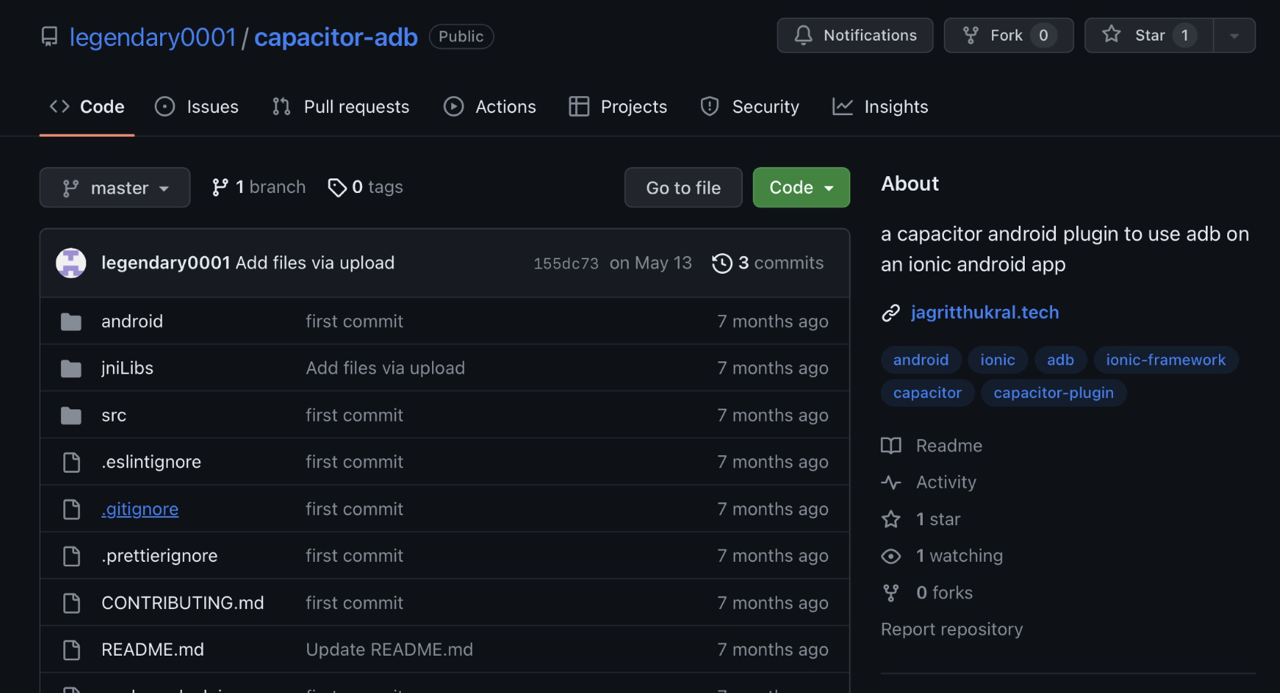 legendary0001 / capacitor-adb Public
Notifications Fork 0 Star 1
Code Issues Pull requests Actions Projects Security Insights
master 1 branch 0 tags Go to file Code
legendary0001 Add files via upload 155dc73 on May 13 3 commits
android first commit 7 months ago
jniLibs Add files via upload 7 months ago
src first commit 7 months ago
.eslintignore first commit 7 months ago
.gitignore first commit 7 months ago
.prettierignore first commit 7 months ago
CONTRIBUTING.md first commit 7 months ago
README.md Update README.md 7 months ago
About
a capacitor android plugin to use adb on
an ionic android app
jagritthukral.tech
android ionic adb ionic-framework
capacitor capacitor-plugin
Readme
Activity
1 star
1 watching
0 forks
Report repository